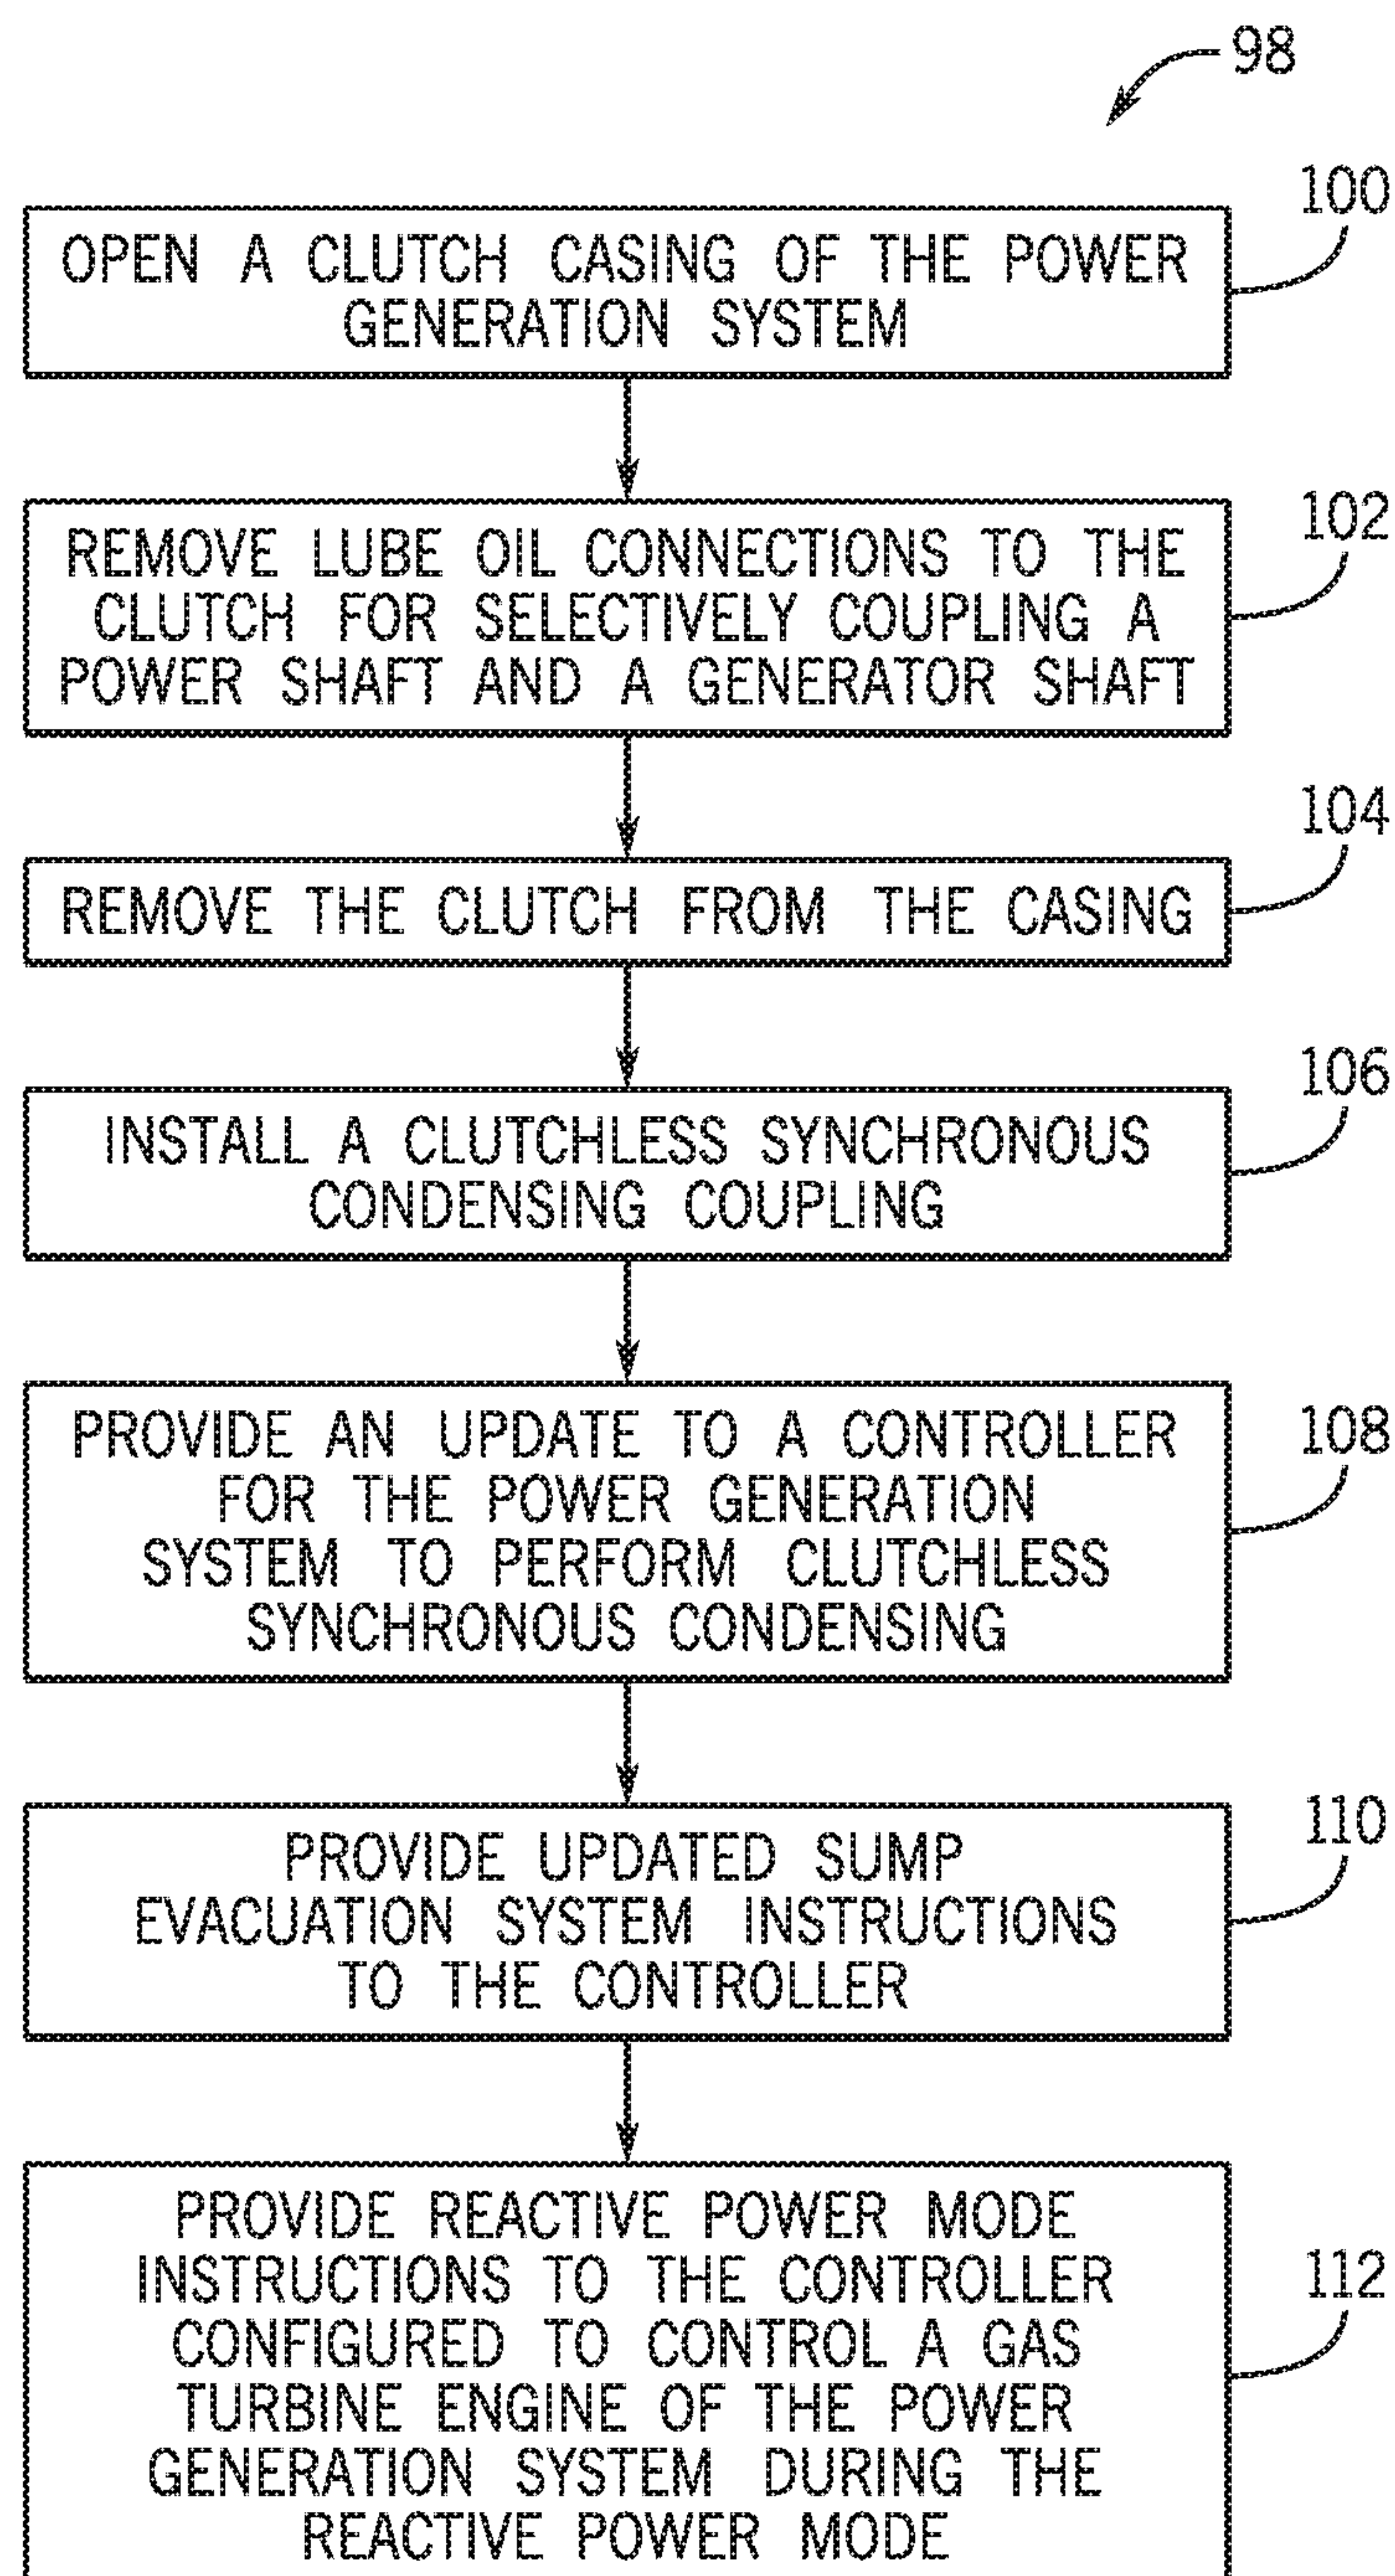 98
100
OPEN A CLUTCH CASING OF THE POWER
GENERATION SYSTEM
102
REMOVE LUBE OIL CONNECTIONS TO THE
CLUTCH FOR SELECTIVELY COUPLING A
POWER SHAFT AND A GENERATOR SHAFT
104
REMOVE THE CLUTCH FROM THE CASING
106
INSTALL A CLUTCHLESS SYNCHRONOUS
CONDENSING COUPLING
108
PROVIDE AN UPDATE TO A CONTROLLER
FOR THE POWER GENERATION
SYSTEM TO PERFORM CLUTCHLESS
SYNCHRONOUS CONDENSING
110
PROVIDE UPDATED SUMP
EVACUATION SYSTEM INSTRUCTIONS
TO THE CONTROLLER
112
PROVIDE REACTIVE POWER MODE
INSTRUCTIONS TO THE CONTROLLER
CONFIGURED TO CONTROL A GAS
TURBINE ENGINE OF THE POWER
GENERATION SYSTEM DURING THE
REACTIVE POWER MODE